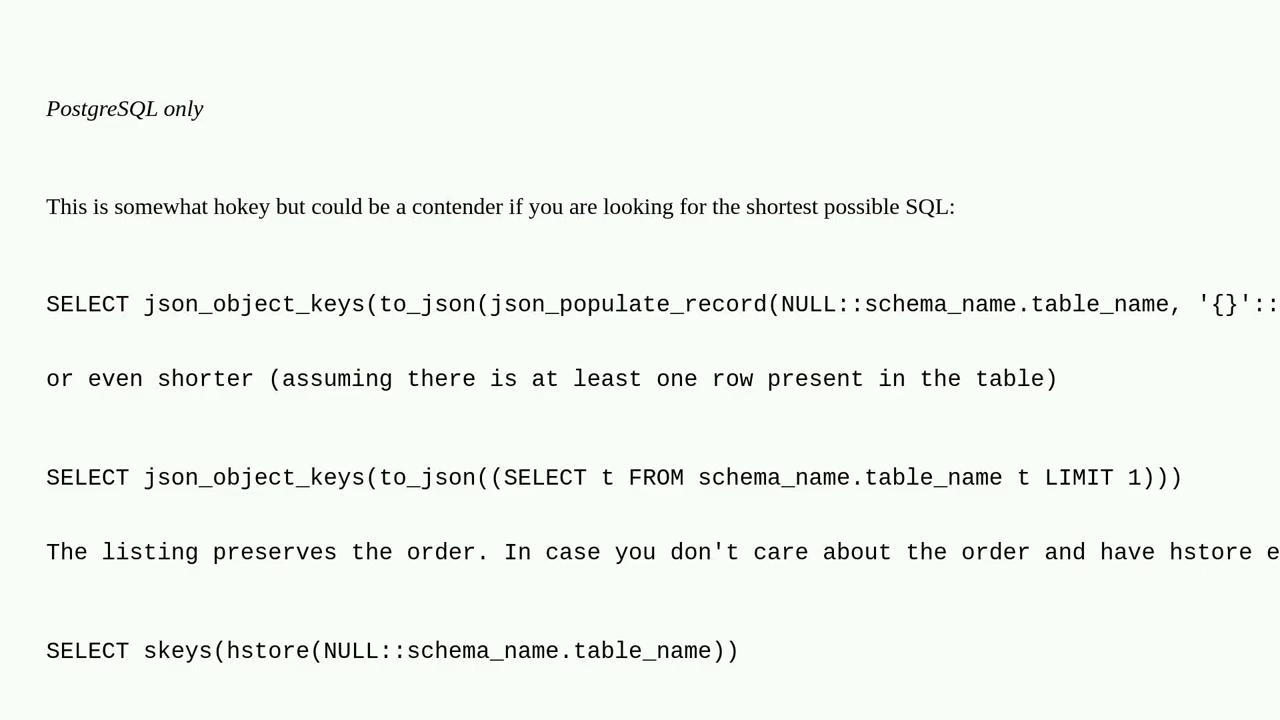 PostgreSQL only
This is somewhat hokey but could be a contender if you are looking for the shortest possible SQL:
SELECT json_object_keys(to_json(json_populate_record(NULL::schema_name.table_name, '{}'::
or even shorter (assuming there is at least one row present in the table)
SELECT json_object_keys(to_json((SELECT t FROM schema_name.table_name t LIMIT 1)))
The listing preserves the order. In case you don't care about the order and have hstore e
SELECT skeys(hstore(NULL::schema_name.table_name))